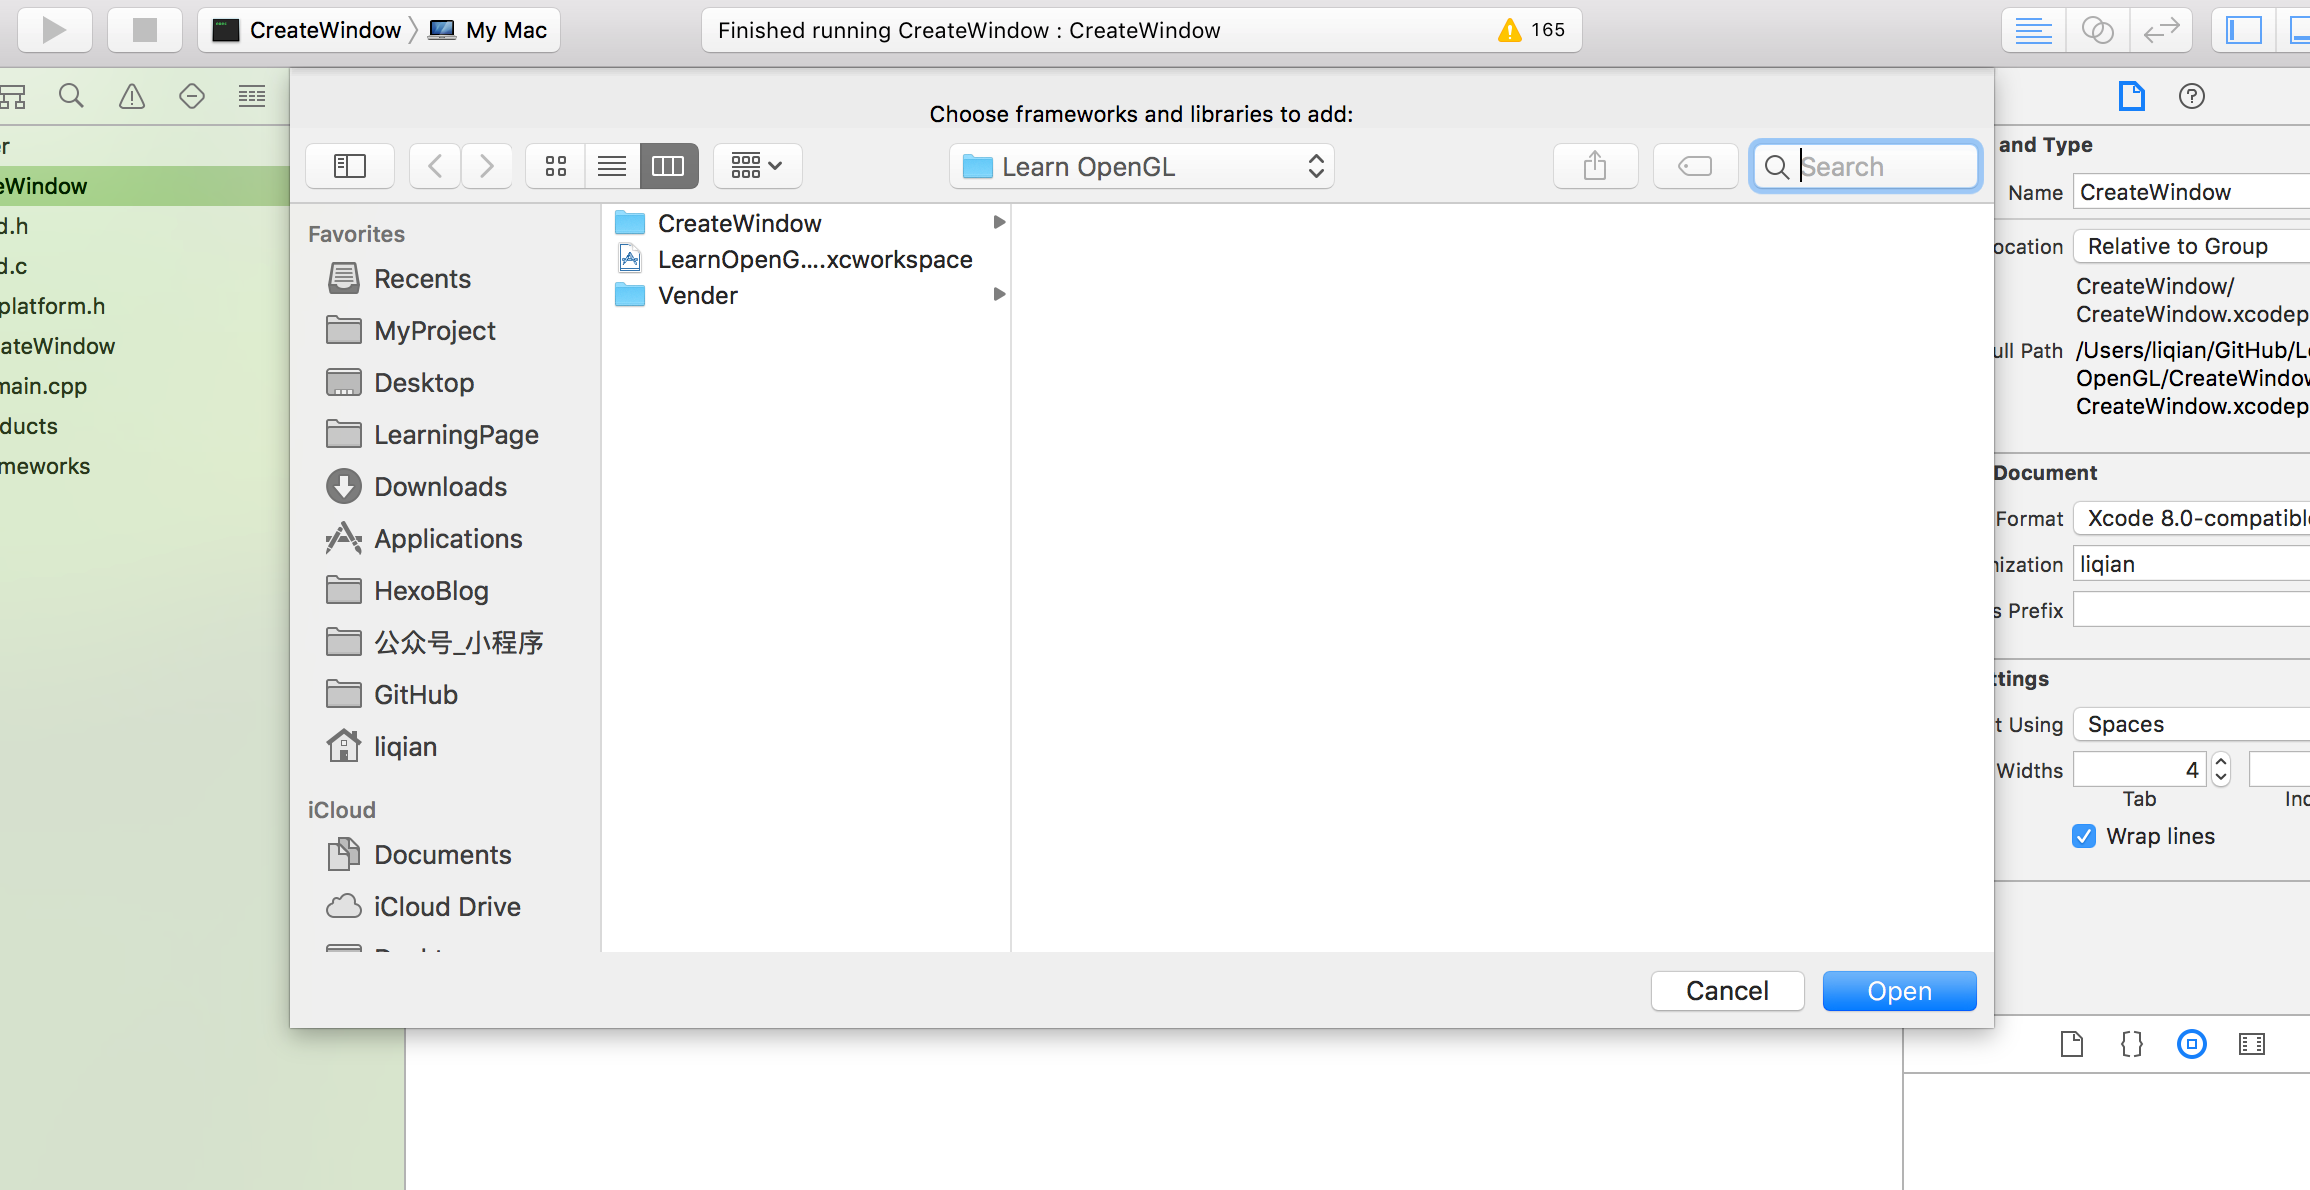 CreateWindow My Mac
Finished running CreateWindow : CreateWindow
165
r
eWindow
d.h
d.c
platform.h
ateWindow
main.cpp
ducts
meworks
Choose frameworks and libraries to add:
Learn OpenGL
Search
Favorites
Recents
MyProject
Desktop
LearningPage
Downloads
Applications
HexoBlog
公众号_小程序
GitHub
liqian
iCloud
Documents
iCloud Drive
CreateWindow
LearnOpenG....xcworkspace
Vender
Cancel
Open
and Type
Name CreateWindow
ocation Relative to Group
CreateWindow/
CreateWindow.xcodep
ull Path /Users/liqian/GitHub/L
OpenGL/CreateWindow
CreateWindow.xcodep
Document
Format Xcode 8.0-compatible
nization liqian
s Prefix
ttings
t Using Spaces
Widths 4
Tab
Ind
Wrap lines